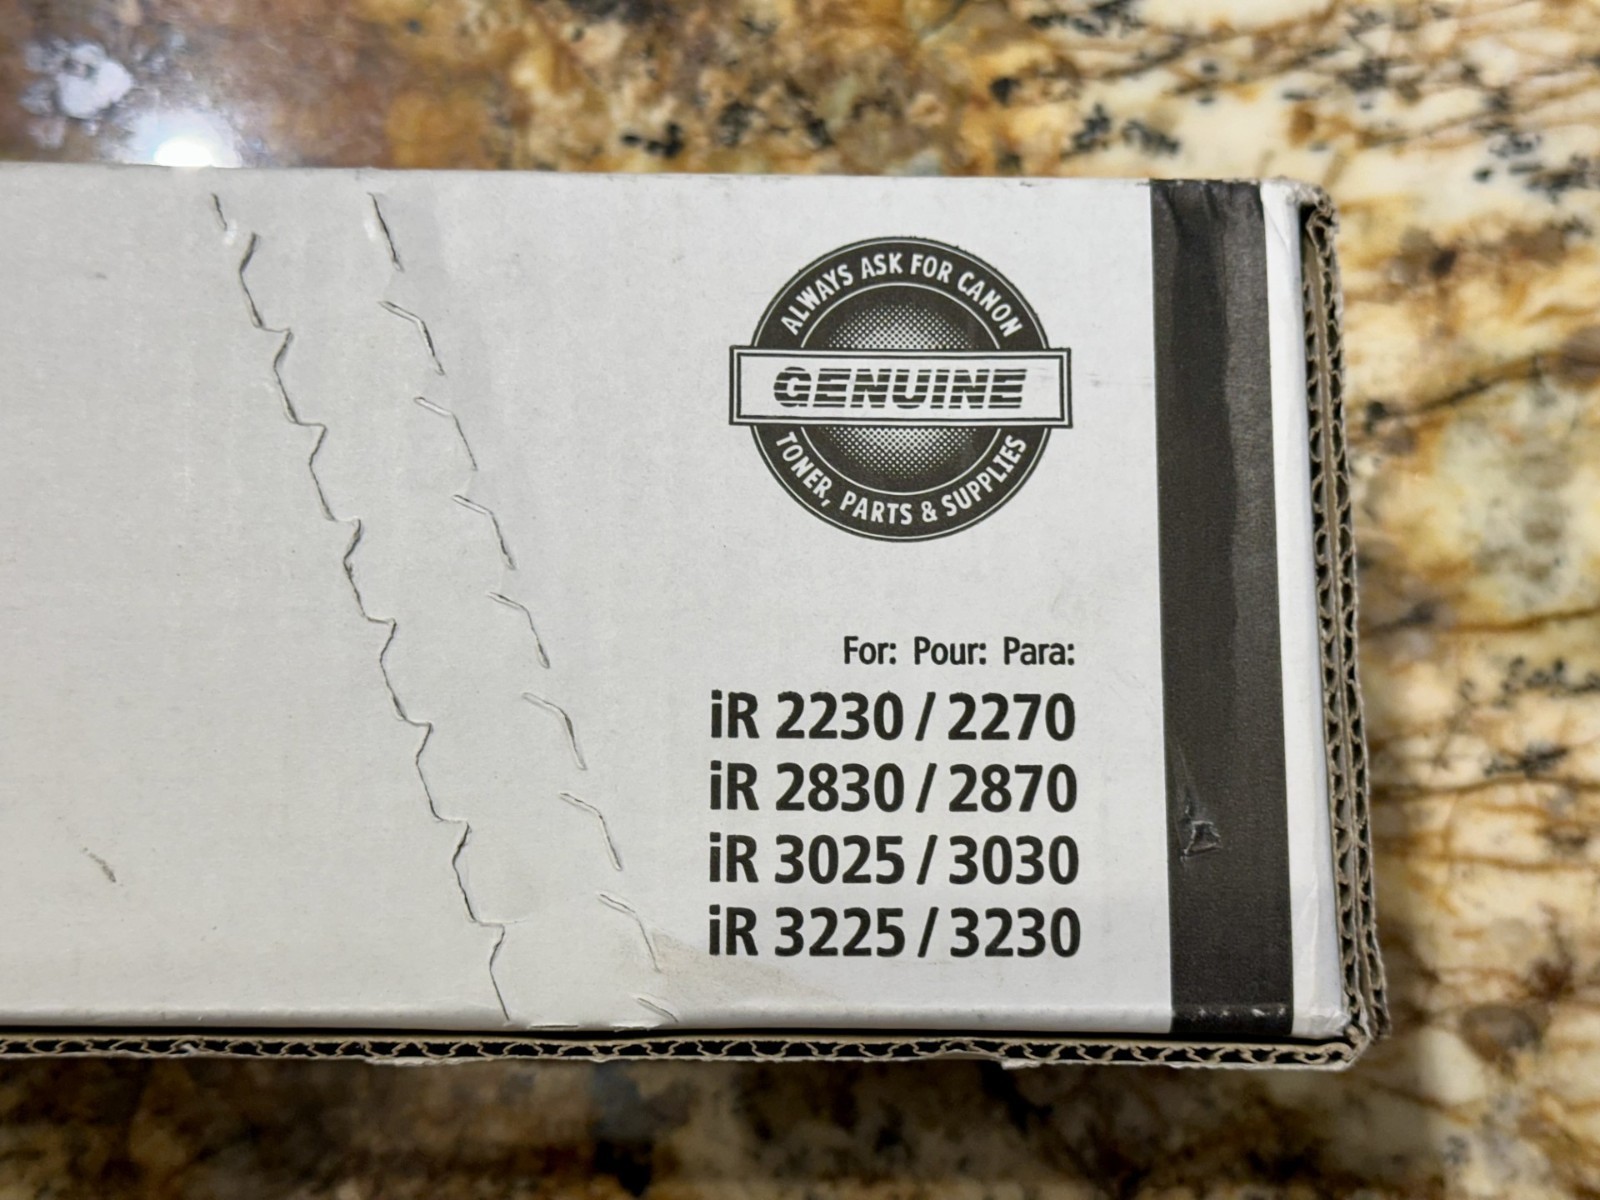 ALWAYS ASK FOR CANON
GENUINE
TONER, PARTS & SUPPLIES
For: Pour: Para:
iR 2230 / 2270
iR 2830 / 2870
iR 3025 / 3030
iR 3225 / 3230